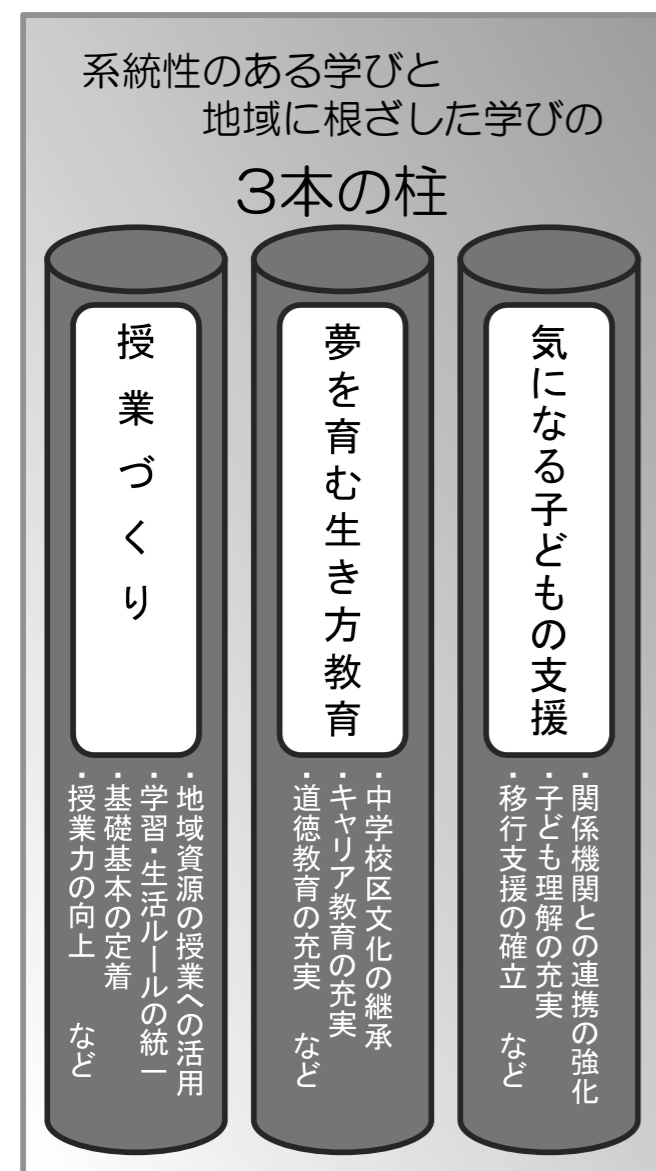 系統性のある学びと
地域に根ざした学びの
3本の柱
気になる子どもの支援
・関係機関との連携の強化
・子ども理解の充実
・移行支援の確立 など
夢を育む生き方教育
・中学校区文化の継承
・キャリア教育の充実
・道徳教育の充実 など
授業づくり
・地域資源の授業への活用
・学習・生活ルールの統一
・基礎基本の定着
・授業力の向上 など